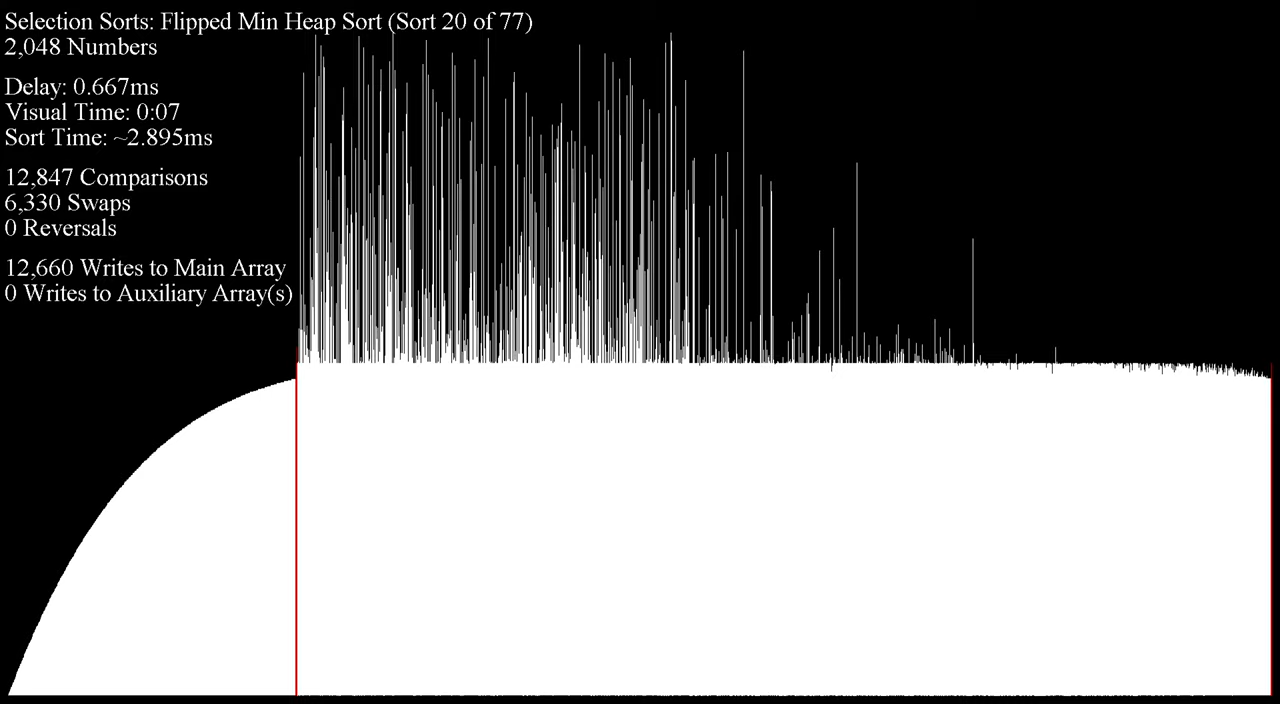 Selection Sorts: Flipped Min Heap Sort (Sort 20 of 77)
2,048 Numbers
Delay: 0.667ms
Visual Time: 0:07
Sort Time: ~2.895ms
12,847 Comparisons
6,330 Swaps
0 Reversals
12,660 Writes to Main Array
0 Writes to Auxiliary Array(s)